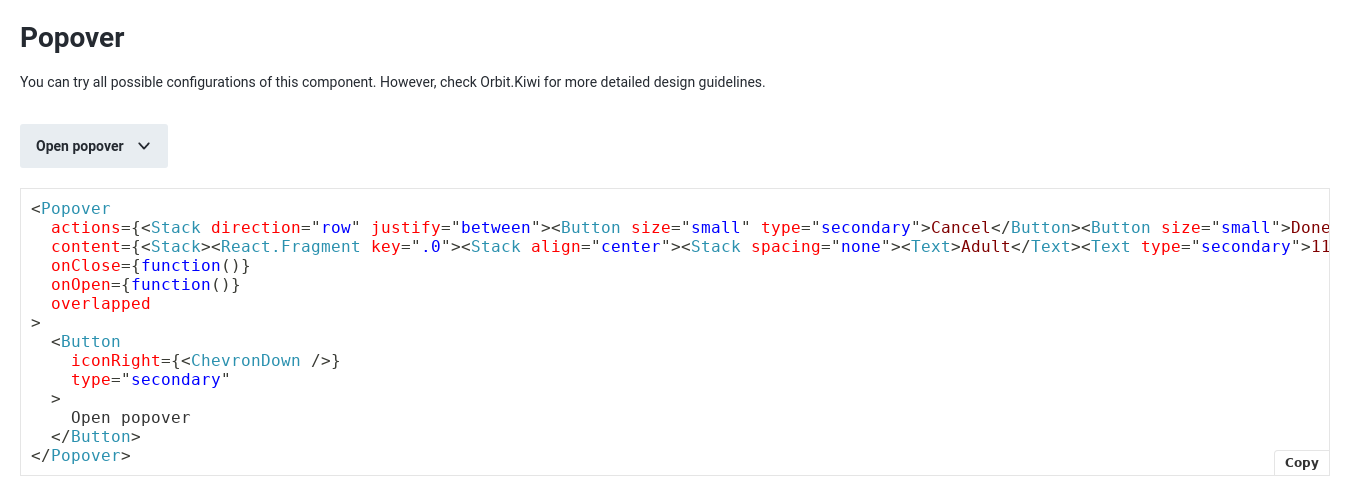 Popover
You can try all possible configurations of this component. However, check Orbit.Kiwi for more detailed design guidelines.
Open popover
<Popover
  actions={<Stack direction="row" justify="between"><Button size="small" type="secondary">Cancel</Button><Button size="small">Done
  content={<Stack><React.Fragment key=".0"><Stack align="center"><Stack spacing="none"><Text>Adult</Text><Text type="secondary">11
  onClose={function()}
  onOpen={function()}
  overlapped
>
  <Button
    iconRight={<ChevronDown />}
    type="secondary"
  >
    Open popover
  </Button>
</Popover>
Copy